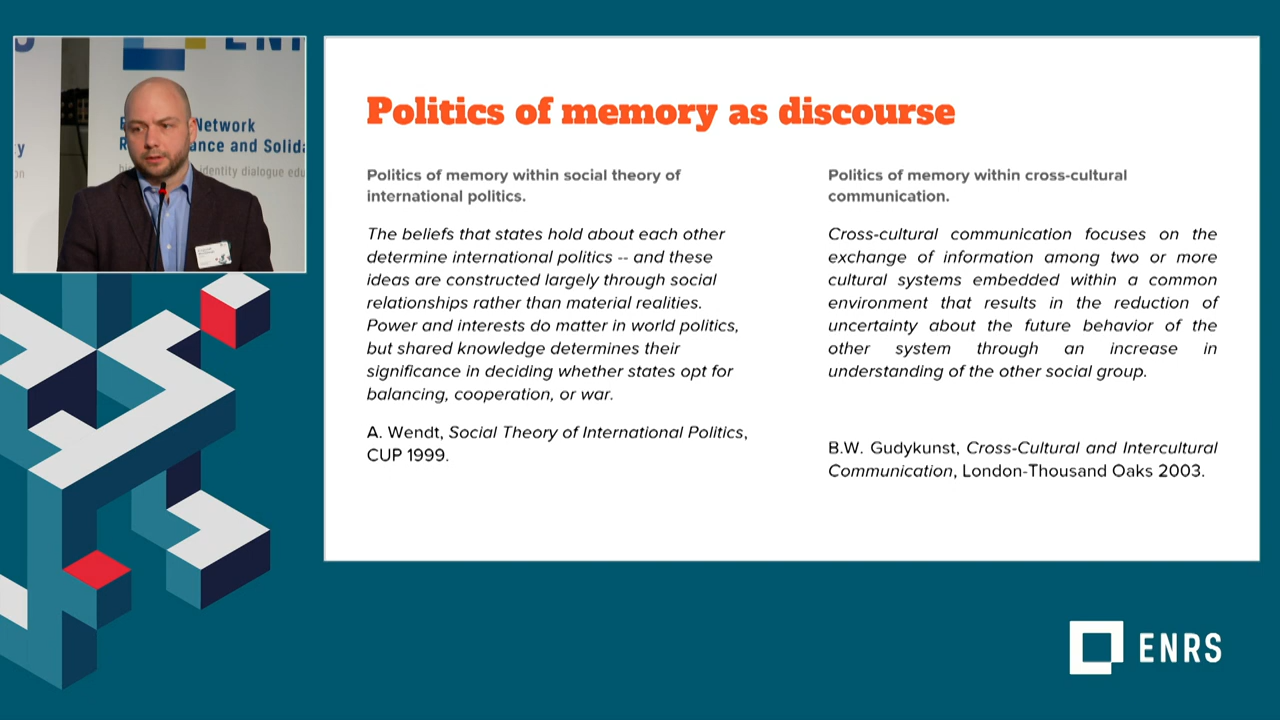 ENRS
Network
ance and Solid
identity dialogue edu
y
Politics of memory as discourse
Politics of memory within social theory of
international politics.
The beliefs that states hold about each other
determine international politics -- and these
ideas are constructed largely through social
relationships rather than material realities.
Power and interests do matter in world politics,
but shared knowledge determines their
significance in deciding whether states opt for
balancing, cooperation, or war.
A. Wendt, Social Theory of International Politics,
CUP 1999.
Politics of memory within cross-cultural
communication.
Cross-cultural communication focuses on the
exchange of information among two or more
cultural systems embedded within a common
environment that results in the reduction of
uncertainty about the future behavior of the
other system through an increase in
understanding of the other social group.
B.W. Gudykunst, Cross-Cultural and Intercultural
Communication, London-Thousand Oaks 2003.
ENRS